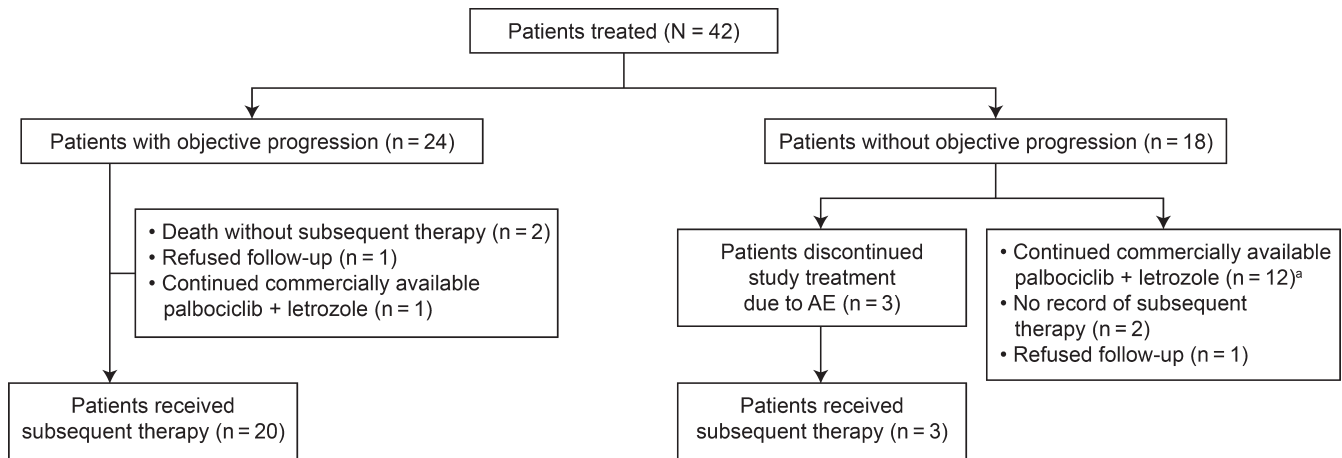 Patients treated (N = 42)
Patients with objective progression (n = 24)
Patients without objective progression (n = 18)
• Death without subsequent therapy (n = 2)
• Refused follow-up (n = 1)
• Continued commercially available
palbociclib + letrozole (n = 1)
Patients discontinued
study treatment
due to AE (n = 3)
• Continued commercially available
palbociclib + letrozole (n = 12)ᵃ
• No record of subsequent
therapy (n = 2)
• Refused follow-up (n = 1)
Patients received
subsequent therapy (n = 20)
Patients received
subsequent therapy (n = 3)